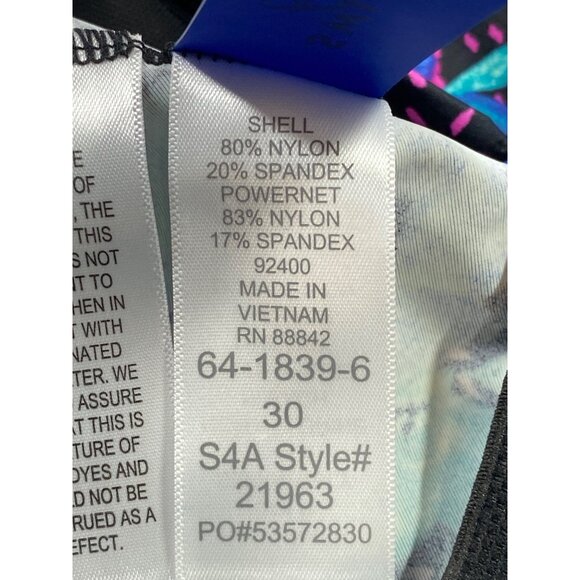 OF
, THE
THIS
S NOT
TO
HEN IN
WITH
NATED
TER. WE
ASSURE
AT THIS IS
TURE OF
DYES AND
D NOT BE
RUED AS A
EFECT.
SHELL
80% NYLON
20% SPANDEX
POWERNET
83% NYLON
17% SPANDEX
92400
MADE IN
VIETNAM
RN 88842
64-1839-6
30
S4A Style#
21963
PO#53572830